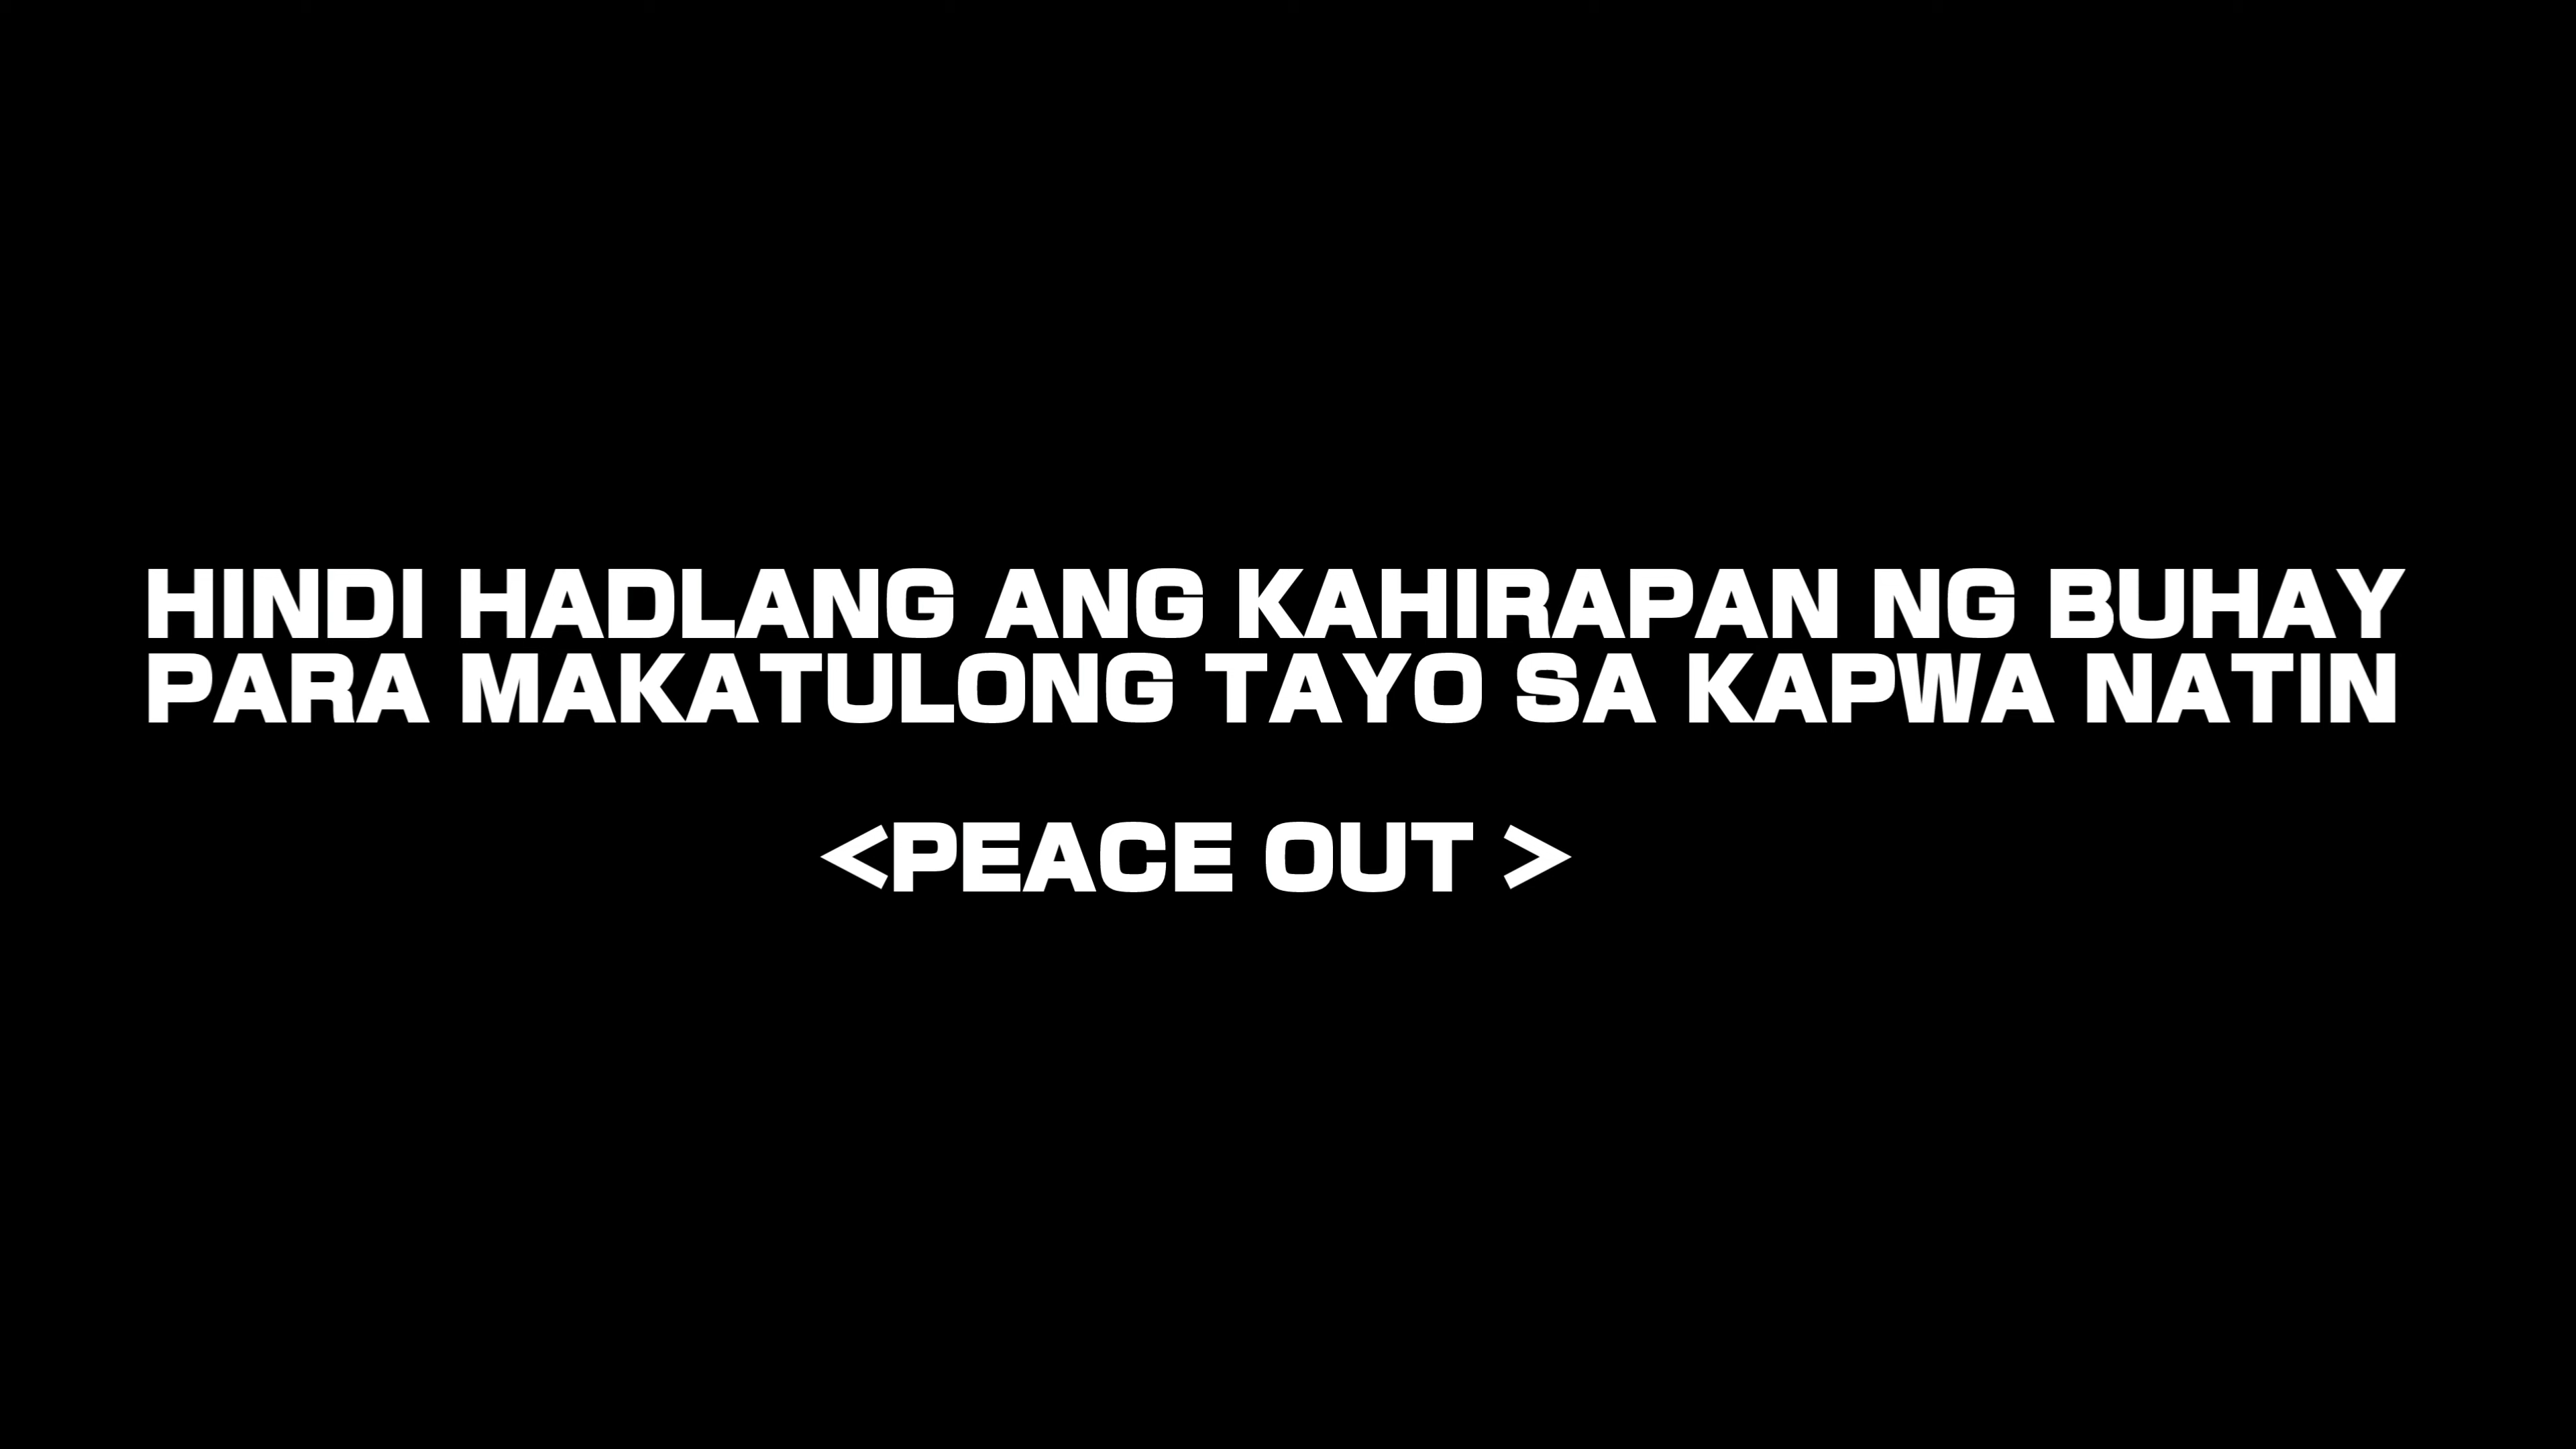 HINDI HADLANG ANG KAHIRAPAN NG BUHAY
PARA MAKATULONG TAYO SA KAPWA NATIN
<PEACE OUT >